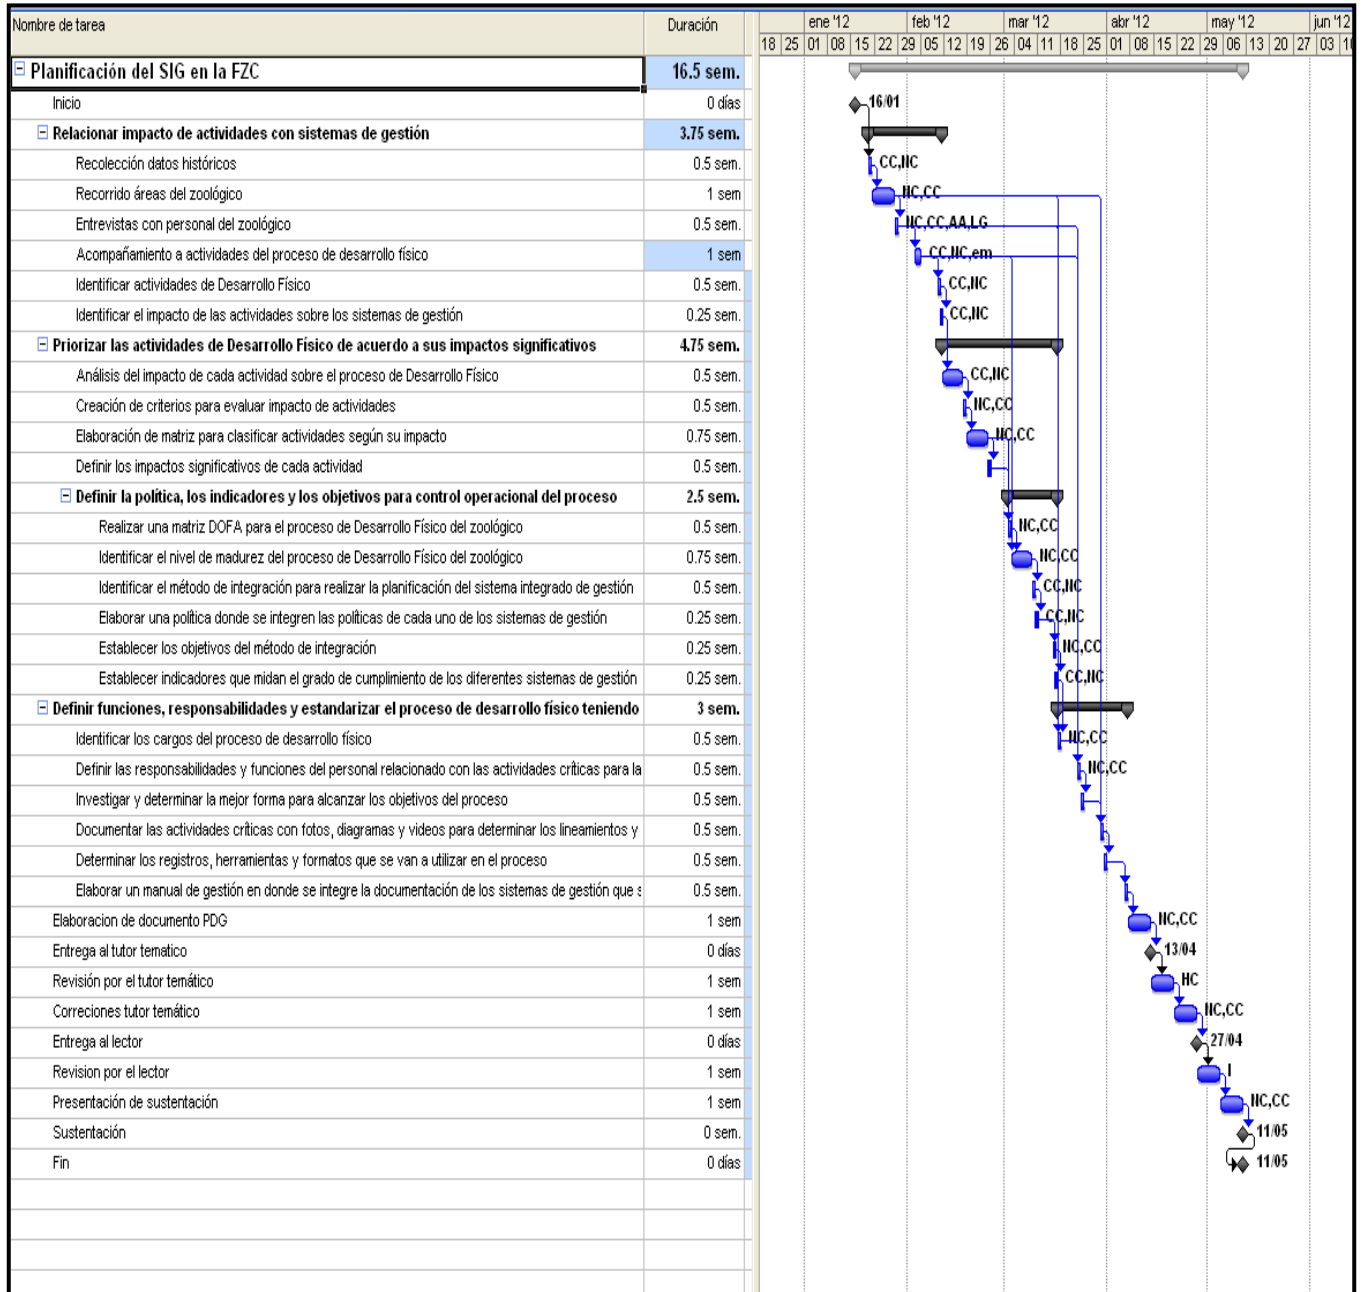 Nombre de tarea Duración ene '12 feb '12 mar '12 abr '12 may '12 jun '12
18 25 01 08 15 22 29 05 12 19 26 04 11 18 25 01 08 15 22 29 06 13 20 27 03 10
Planificación del SIG en la FZC 16.5 sem.
Inicio 0 días 16/01
Relacionar impacto de actividades con sistemas de gestión 3.75 sem.
Recolección datos históricos 0.5 sem. CC,NC
Recorrido áreas del zoológico 1 sem NC,CC
Entrevistas con personal del zoológico 0.5 sem. NC,CC,AA,LG
Acompañamiento a actividades del proceso de desarrollo físico 1 sem CC,NC,em
Identificar actividades de Desarrollo Físico 0.5 sem. CC,NC
Identificar el impacto de las actividades sobre los sistemas de gestión 0.25 sem. CC,NC
Priorizar las actividades de Desarrollo Físico de acuerdo a sus impactos significativos 4.75 sem.
Análisis del impacto de cada actividad sobre el proceso de Desarrollo Físico 0.5 sem. CC,NC
Creación de criterios para evaluar impacto de actividades 0.5 sem. NC,CC
Elaboración de matriz para clasificar actividades según su impacto 0.75 sem. NC,CC
Definir los impactos significativos de cada actividad 0.5 sem.
Definir la política, los indicadores y los objetivos para control operacional del proceso 2.5 sem.
Realizar una matriz DOFA para el proceso de Desarrollo Físico del zoológico 0.5 sem. NC,CC
Identificar el nivel de madurez del proceso de Desarrollo Físico del zoológico 0.75 sem. NC,CC
Identificar el método de integración para realizar la planificación del sistema integrado de gestión 0.5 sem. CC,NC
Elaborar una política donde se integren las políticas de cada uno de los sistemas de gestión 0.25 sem. CC,NC
Establecer los objetivos del método de integración 0.25 sem. NC,CC
Establecer indicadores que midan el grado de cumplimiento de los diferentes sistemas de gestión 0.25 sem. CC,NC
Definir funciones, responsabilidades y estandarizar el proceso de desarrollo físico teniendo 3 sem.
Identificar los cargos del proceso de desarrollo físico 0.5 sem. NC,CC
Definir las responsabilidades y funciones del personal relacionado con las actividades críticas para la 0.5 sem. NC,CC
Investigar y determinar la mejor forma para alcanzar los objetivos del proceso 0.5 sem.
Documentar las actividades críticas con fotos, diagramas y videos para determinar los lineamientos y 0.5 sem.
Determinar los registros, herramientas y formatos que se van a utilizar en el proceso 0.5 sem.
Elaborar un manual de gestión en donde se integre la documentación de los sistemas de gestión que s 0.5 sem.
Elaboracion de documento PDG 1 sem NC,CC
Entrega al tutor tematico 0 días 13/04
Revisión por el tutor temático 1 sem HC
Correciones tutor temático 1 sem NC,CC
Entrega al lector 0 días 27/04
Revision por el lector 1 sem l
Presentación de sustentación 1 sem NC,CC
Sustentación 0 sem. 11/05
Fin 0 días 11/05